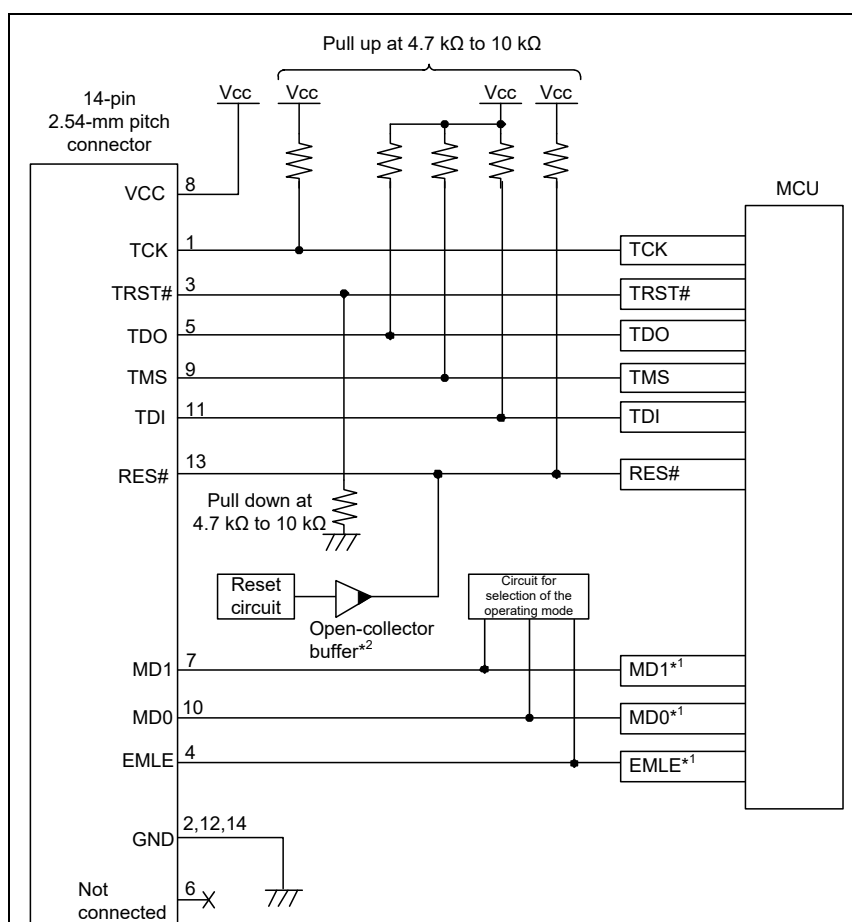 Pull up at 4.7 kΩ to 10 kΩ
Vcc Vcc Vcc Vcc
14-pin
2.54-mm pitch
connector
MCU
VCC 8
TCK 1 TCK
TRST# 3 TRST#
TDO 5 TDO
TMS 9 TMS
TDI 11 TDI
RES# 13 RES#
Pull down at
4.7 kΩ to 10 kΩ
Reset
circuit
Open-collector
buffer*2
Circuit for
selection of the
operating mode
MD1 7 MD1*1
MD0 10 MD0*1
EMLE 4 EMLE*1
GND 2,12,14
Not
connected 6